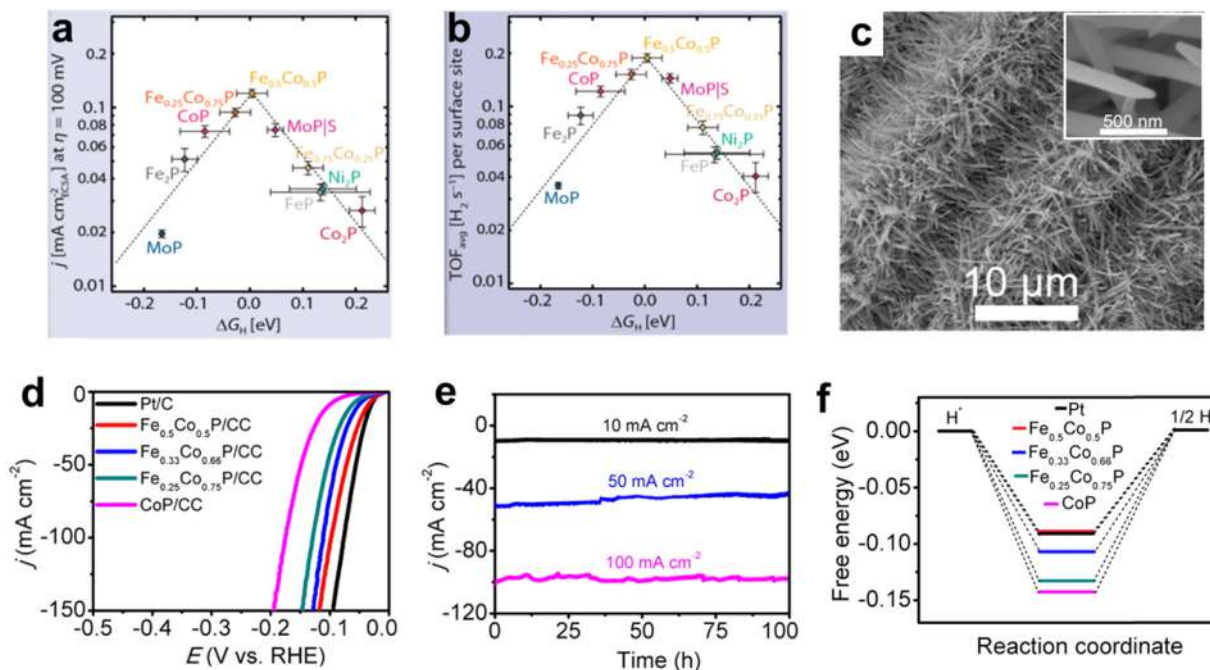 a
j [mA cm⁻²ECSA] at η = 100 mV
0.2
0.1
0.08
0.06
0.04
0.02
0.01
Fe0.5Co0.5P
Fe0.25Co0.75P
CoP
MoP|S
Fe2P
Fe0.75Co0.25P
Ni2P
FeP
MoP
Co2P
-0.2 -0.1 0.0 0.1 0.2
ΔGH [eV]
b
TOFavg [H2 s⁻¹] per surface site
0.2
0.1
0.08
0.06
0.04
0.02
0.01
Fe0.5Co0.5P
Fe0.25Co0.75P
CoP
MoP|S
Fe2P
Fe0.75Co0.25P
Ni2P
FeP
MoP
Co2P
-0.2 -0.1 0.0 0.1 0.2
ΔGH [eV]
c
500 nm
10 μm
d
j (mA cm⁻²)
0
-50
-100
-150
Pt/C
Fe0.5Co0.5P/CC
Fe0.33Co0.66P/CC
Fe0.25Co0.75P/CC
CoP/CC
-0.5 -0.4 -0.3 -0.2 -0.1 0.0
E (V vs. RHE)
e
j (mA cm⁻²)
0
-40
-80
-120
10 mA cm⁻²
50 mA cm⁻²
100 mA cm⁻²
0 25 50 75 100
Time (h)
f
Free energy (eV)
0.00
-0.05
-0.10
-0.15
H*
Pt
1/2 H
Fe0.5Co0.5P
Fe0.33Co0.66P
Fe0.25Co0.75P
CoP
Reaction coordinate